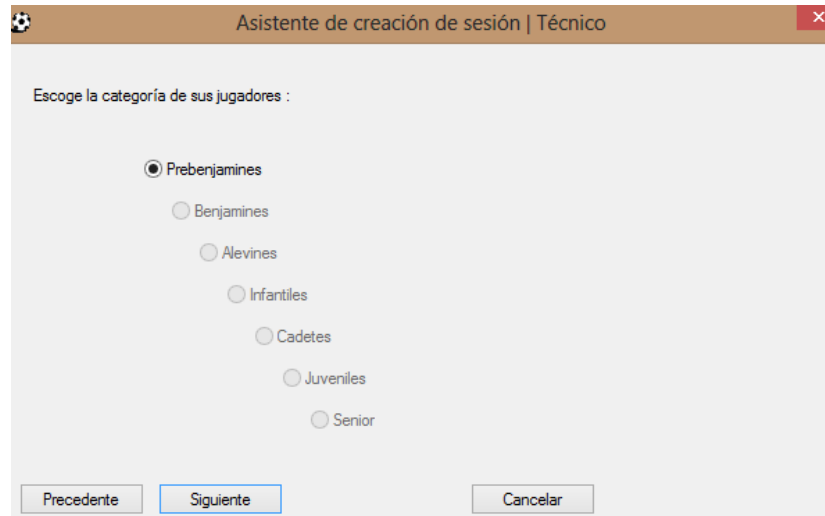 Asistente de creación de sesión | Técnico
Escoge la categoría de sus jugadores :
Prebenjamines
Benjamines
Alevines
Infantiles
Cadetes
Juveniles
Senior
Precedente
Siguiente
Cancelar